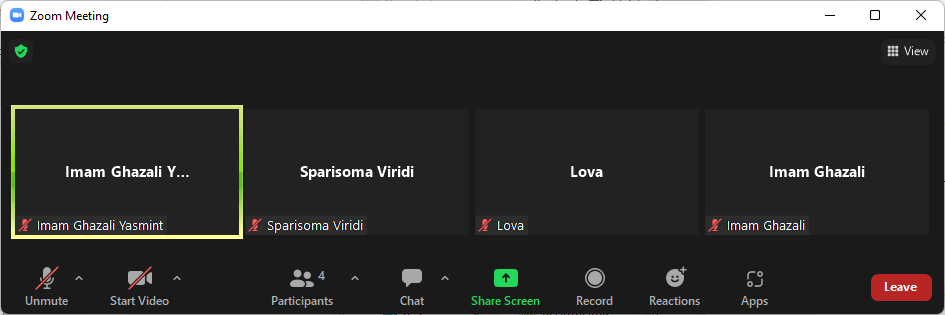 Zoom Meeting
View
Imam Ghazali Y...
Imam Ghazali Yasmint
Sparisoma Viridi
Sparisoma Viridi
Lova
Lova
Imam Ghazali
Imam Ghazali
Unmute
Start Video
4
Participants
Chat
Share Screen
Record
Reactions
Apps
Leave